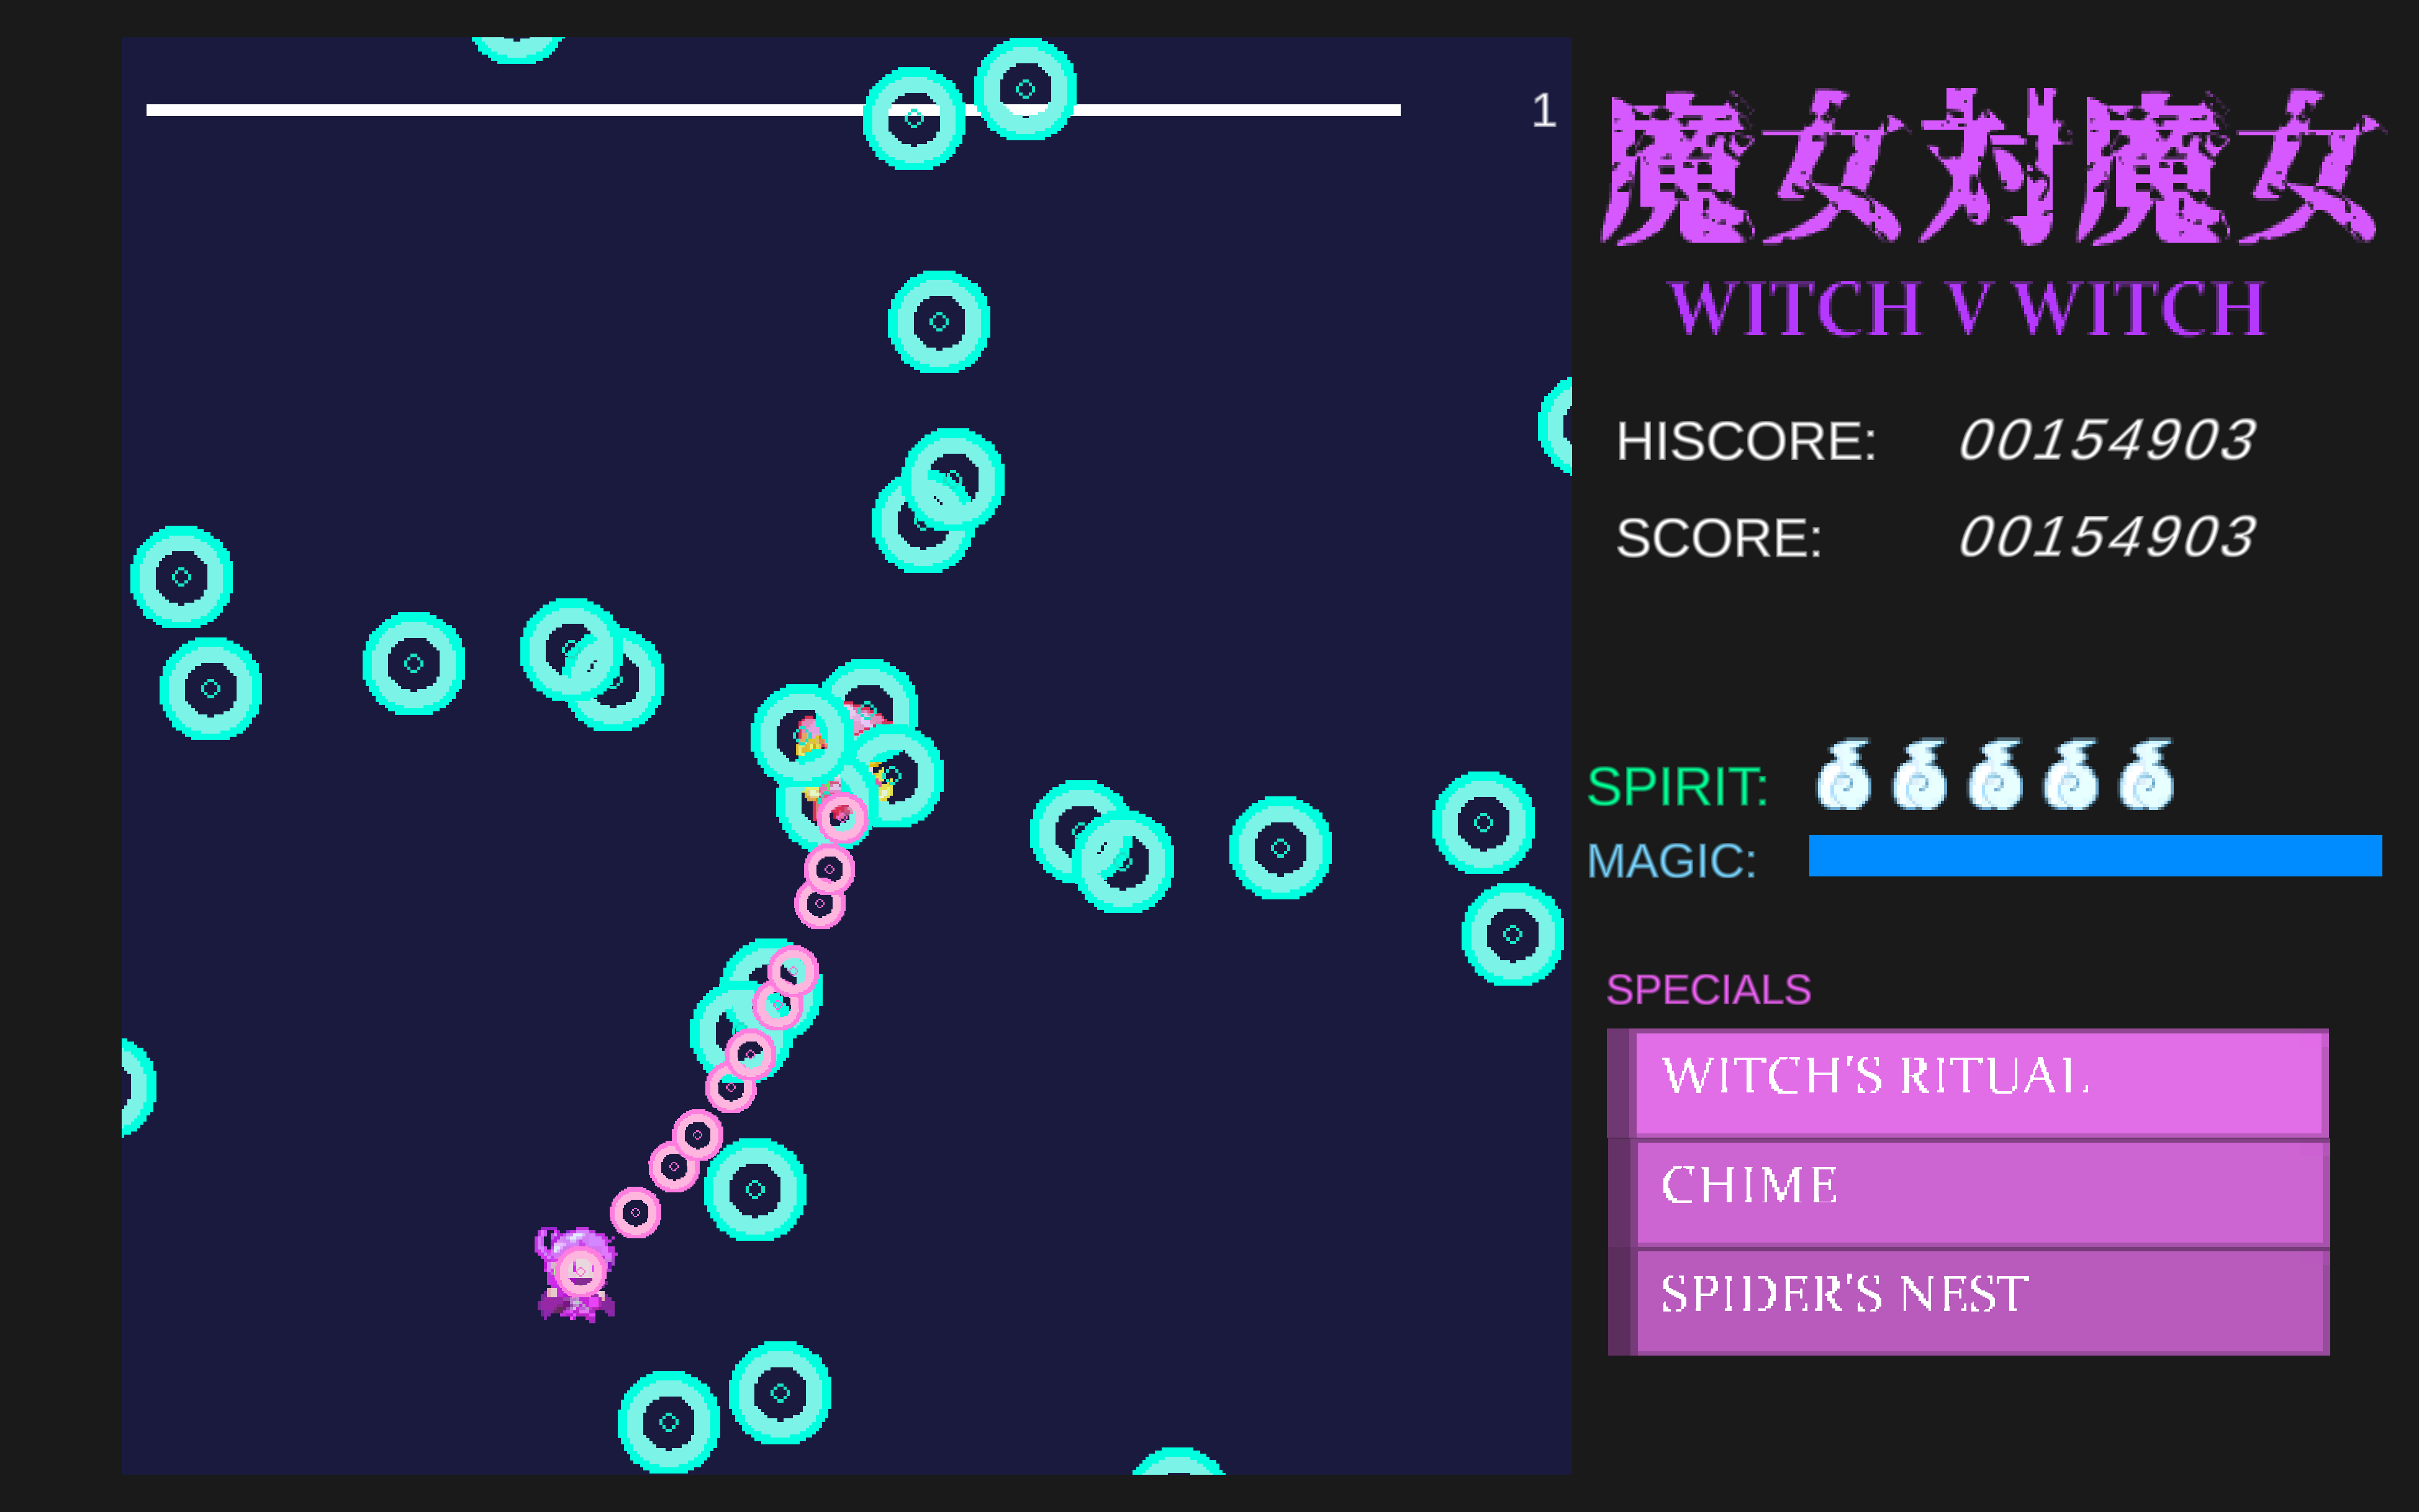 1
魔女対魔女
WITCH V WITCH
HISCORE: 00154903
SCORE: 00154903
SPIRIT:
MAGIC:
SPECIALS
WITCH'S RITUAL
CHIME
SPIDER'S NEST